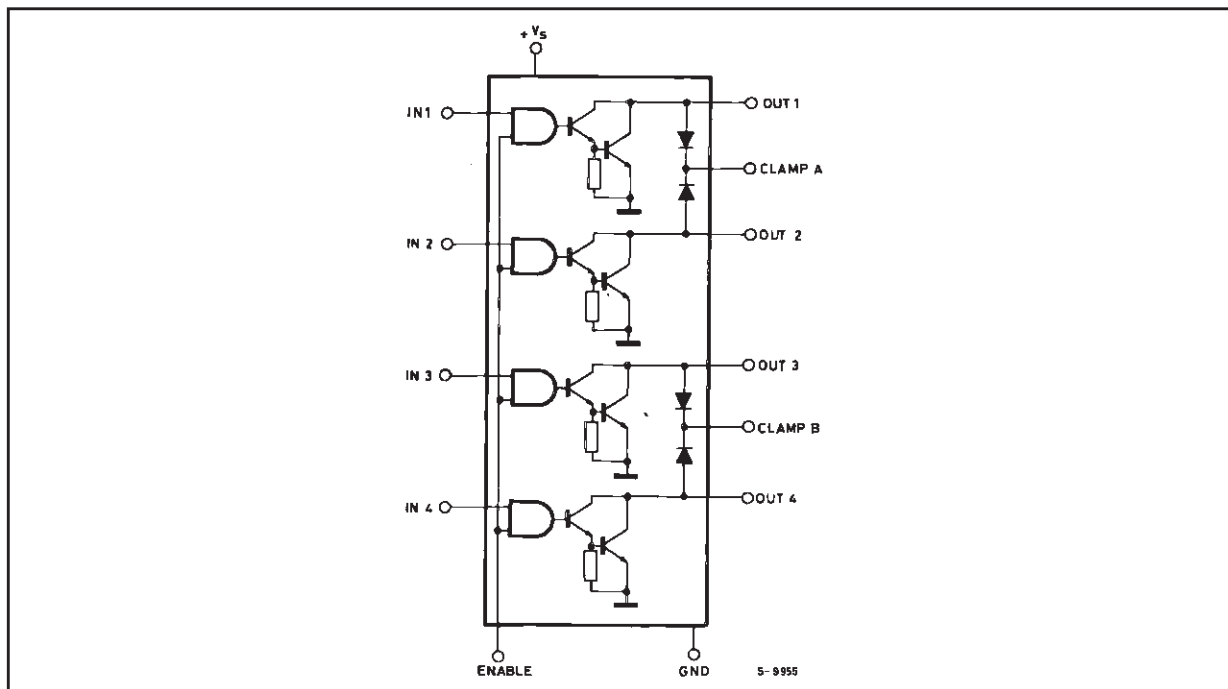 + Vs
IN1
OUT 1
CLAMP A
IN 2
OUT 2
IN 3
OUT 3
CLAMP B
IN 4
OUT 4
ENABLE
GND
S-9955